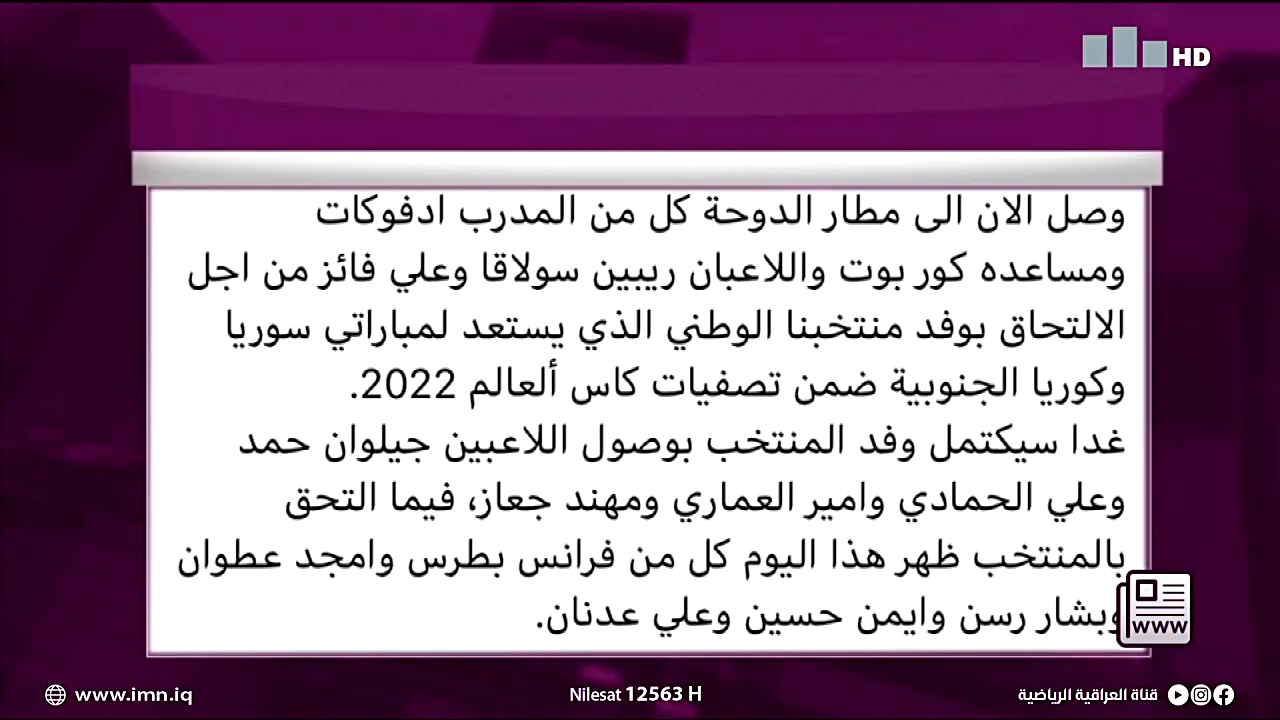 HD
وصل الان الى مطار الدوحة كل من المدرب ادفوكات
ومساعده كور بوت واللاعبان ريبين سولاقا وعلي فائز من اجل
الالتحاق بوفد منتخبنا الوطني الذي يستعد لمباراتي سوريا
وكوريا الجنوبية ضمن تصفيات كاس ألعالم 2022.
غدا سيكتمل وفد المنتخب بوصول اللاعبين جيلوان حمد
وعلي الحمادي وامير العماري ومهند جعاز، فيما التحق
بالمنتخب ظهر هذا اليوم كل من فرانس بطرس وامجد عطوان
وبشار رسن وايمن حسين وعلي عدنان.
www
www.imn.iq
Nilesat 12563 H
قناة العراقية الرياضية